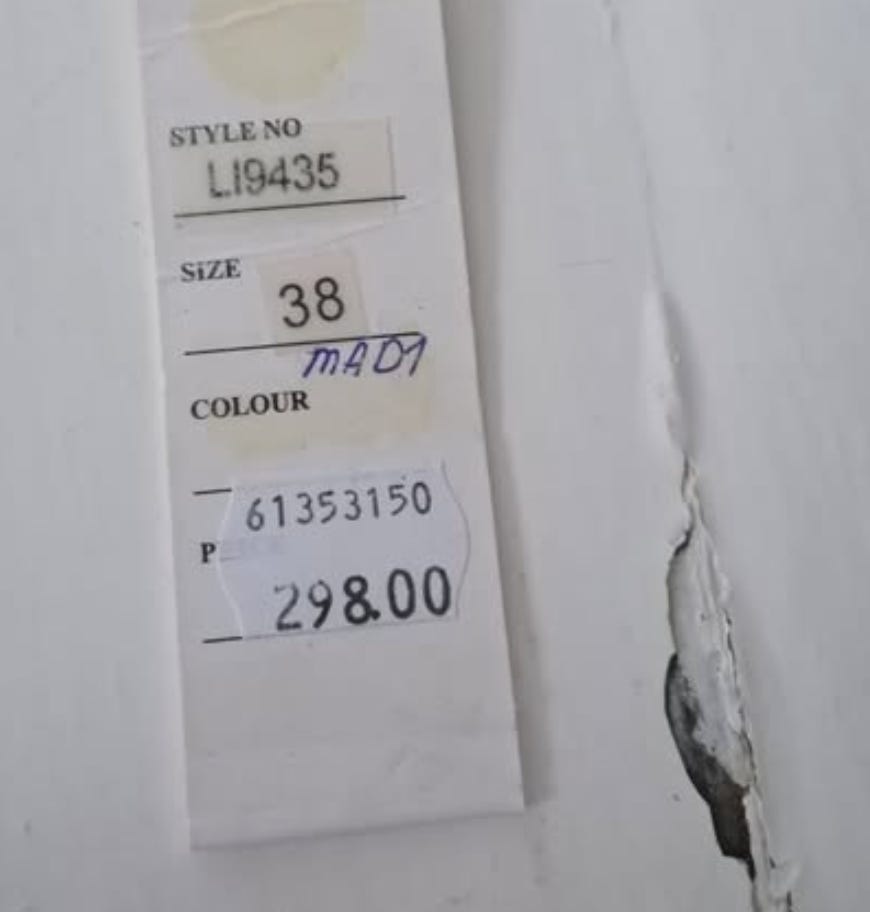 STYLE NO
LI9435
SiZE
38
MAD1
COLOUR
61353150
P
298.00